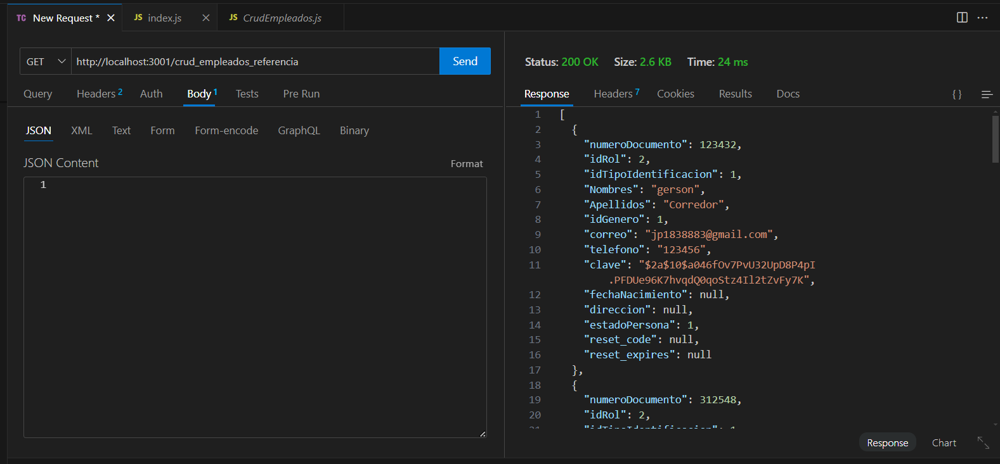 TC New Request * JS index.js JS CrudEmpleados.js
GET http://localhost:3001/crud_empleados_referencia Send
Query Headers 2 Auth Body 1 Tests Pre Run
JSON XML Text Form Form-encode GraphQL Binary
JSON Content Format
1
Status: 200 OK Size: 2.6 KB Time: 24 ms
Response Headers 7 Cookies Results Docs { }
1 [
2 {
3 "numeroDocumento": 123432,
4 "idRol": 2,
5 "idTipoIdentificacion": 1,
6 "Nombres": "gerson",
7 "Apellidos": "Corredor",
8 "idGenero": 1,
9 "correo": "jp1838883@gmail.com",
10 "telefono": "123456",
11 "clave": "$2a$10$a046fOv7PvU32UpD8P4pI
.PFDUe96K7hvqdQ0qoStz4Il2tZvFy7K",
12 "fechaNacimiento": null,
13 "direccion": null,
14 "estadoPersona": 1,
15 "reset_code": null,
16 "reset_expires": null
17 },
18 {
19 "numeroDocumento": 312548,
20 "idRol": 2,
21 "idTipoIdentificacion": 1
Response Chart